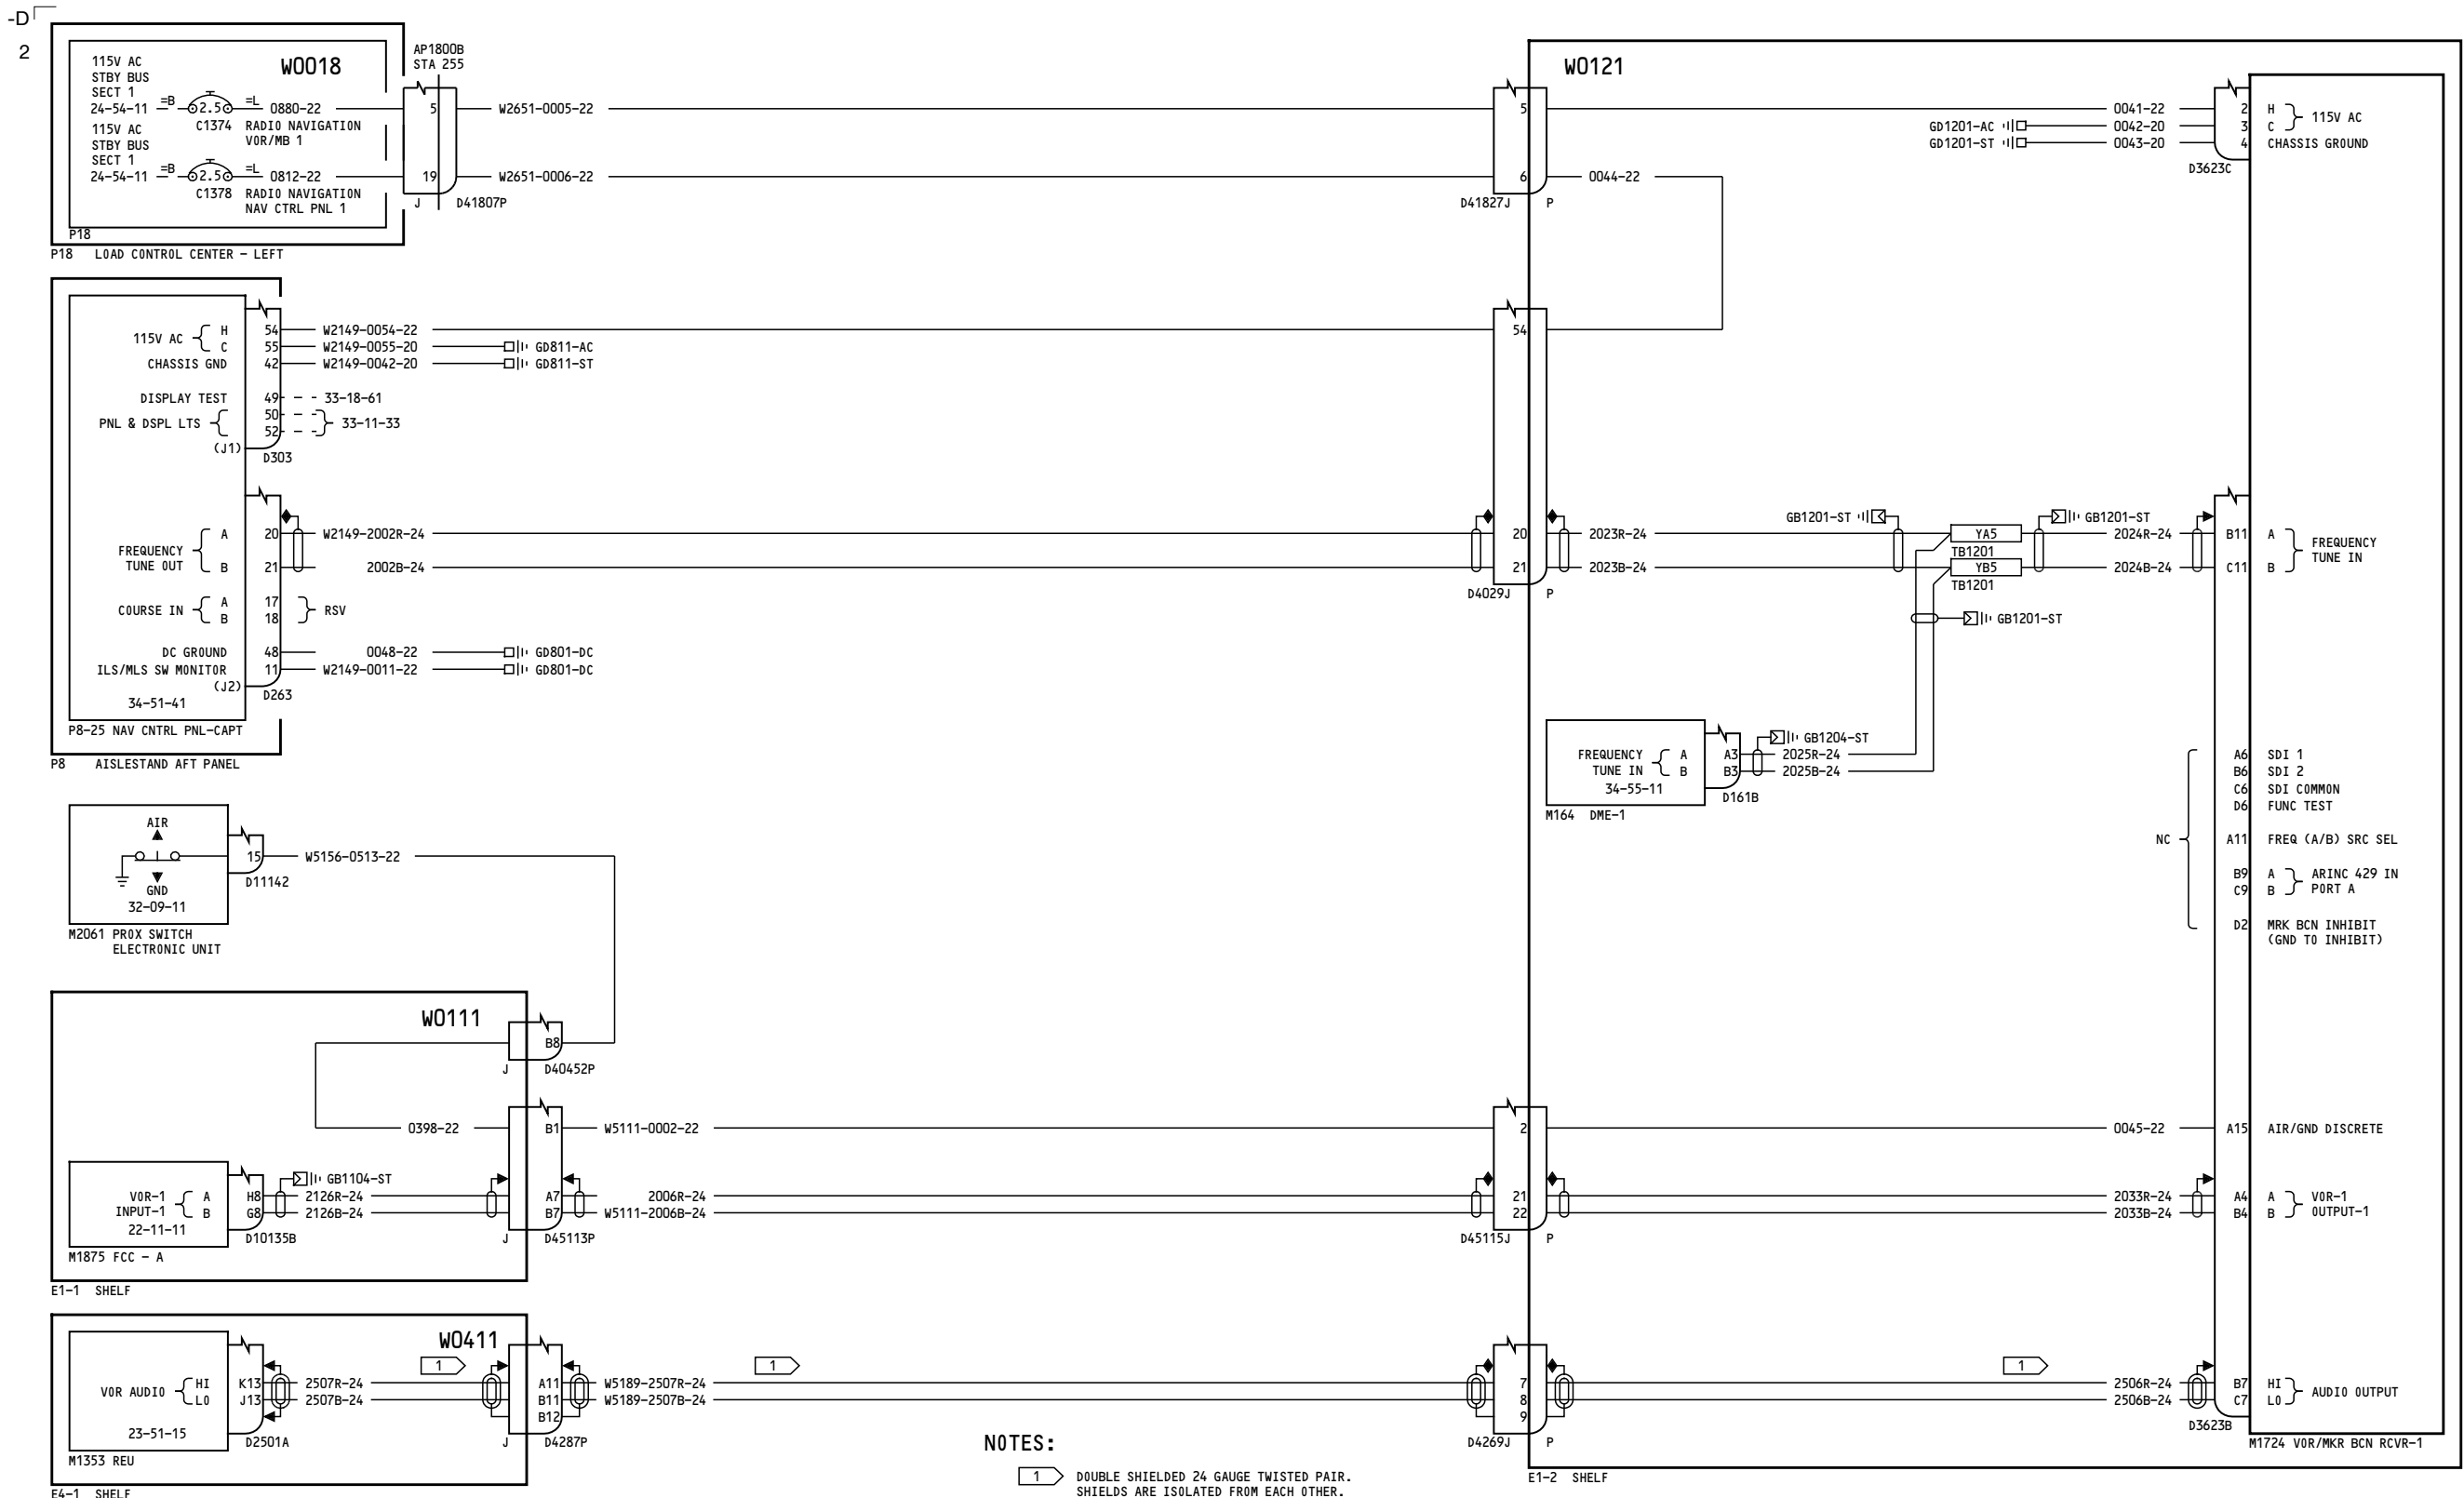 -D
2
115V AC
STBY BUS
SECT 1
24-54-11 =B 2.5 =L 0880-22
C1374 RADIO NAVIGATION
VOR/MB 1
115V AC
STBY BUS
SECT 1
24-54-11 =B 2.5 =L 0812-22
C1378 RADIO NAVIGATION
NAV CTRL PNL 1
W0018
P18
P18 LOAD CONTROL CENTER - LEFT
AP1800B
STA 255
5 W2651-0005-22
19 W2651-0006-22
J D41807P
W0121
5
6 0044-22
D41827J P
0041-22 2 H
GD1201-AC 0042-20 3 C
115V AC
GD1201-ST 0043-20 4 CHASSIS GROUND
D3623C
115V AC
H 54 W2149-0054-22
C 55 W2149-0055-20 GD811-AC
CHASSIS GND 42 W2149-0042-20 GD811-ST
DISPLAY TEST 49 33-18-61
PNL & DSPL LTS 50 52 33-11-33
(J1)
D303
FREQUENCY
TUNE OUT
A 20 W2149-2002R-24
B 21 2002B-24
COURSE IN A 17
B 18
RSV
DC GROUND 48 0048-22 GD801-DC
ILS/MLS SW MONITOR 11 W2149-0011-22 GD801-DC
(J2)
D263
34-51-41
P8-25 NAV CNTRL PNL-CAPT
P8 AISLESTAND AFT PANEL
54
20 2023R-24
21 2023B-24
D4029J P
GB1201-ST
YA5
TB1201
YB5
TB1201
GB1201-ST
GB1201-ST
2024R-24 B11 A
2024B-24 C11 B
FREQUENCY
TUNE IN
FREQUENCY
TUNE IN
A A3 2025R-24
B B3 2025B-24
GB1204-ST
34-55-11
D161B
M164 DME-1
NC
A6 SDI 1
B6 SDI 2
C6 SDI COMMON
D6 FUNC TEST
A11 FREQ (A/B) SRC SEL
B9 A
C9 B
ARINC 429 IN
PORT A
D2 MRK BCN INHIBIT
(GND TO INHIBIT)
AIR
GND
32-09-11
15 W5156-0513-22
D11142
M2061 PROX SWITCH
ELECTRONIC UNIT
W0111
B8
J D40452P
0398-22 B1 W5111-0002-22
2
0045-22 A15 AIR/GND DISCRETE
GB1104-ST
VOR-1
INPUT-1
A H8 2126R-24
B G8 2126B-24
22-11-11
D10135B
M1875 FCC - A
A7 2006R-24
B7 W5111-2006B-24
J D45113P
21
22
D45115J P
2033R-24 A4 A
2033B-24 B4 B
VOR-1
OUTPUT-1
E1-1 SHELF
W0411
1
VOR AUDIO
HI K13 2507R-24
LO J13 2507B-24
23-51-15
D2501A
M1353 REU
A11 W5189-2507R-24
B11 W5189-2507B-24
B12
J D4287P
1
7
8
9
D4269J P
1
2506R-24 B7 HI
2506B-24 C7 LO
AUDIO OUTPUT
D3623B
M1724 VOR/MKR BCN RCVR-1
E1-2 SHELF
E4-1 SHELF
NOTES:
1 DOUBLE SHIELDED 24 GAUGE TWISTED PAIR.
SHIELDS ARE ISOLATED FROM EACH OTHER.